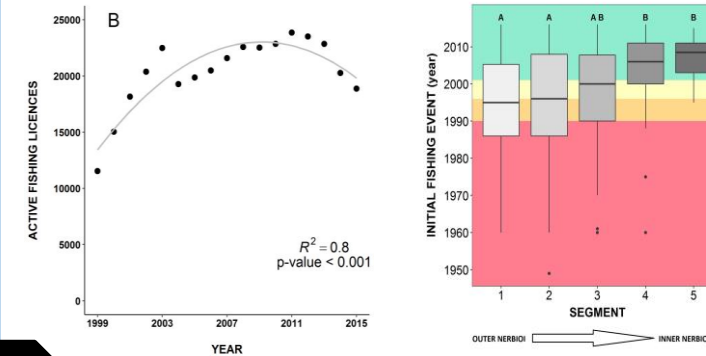 B
ACTIVE FISHING LICENCES
25000
20000
15000
10000
5000
0
R² = 0.8
p-value < 0.001
1999 2003 2007 2011 2015
YEAR
INITIAL FISHING EVENT (year)
A A A B B B
2010
2000
1990
1980
1970
1960
1950
1 2 3 4 5
SEGMENT
OUTER NERBIOI INNER NERBIOI